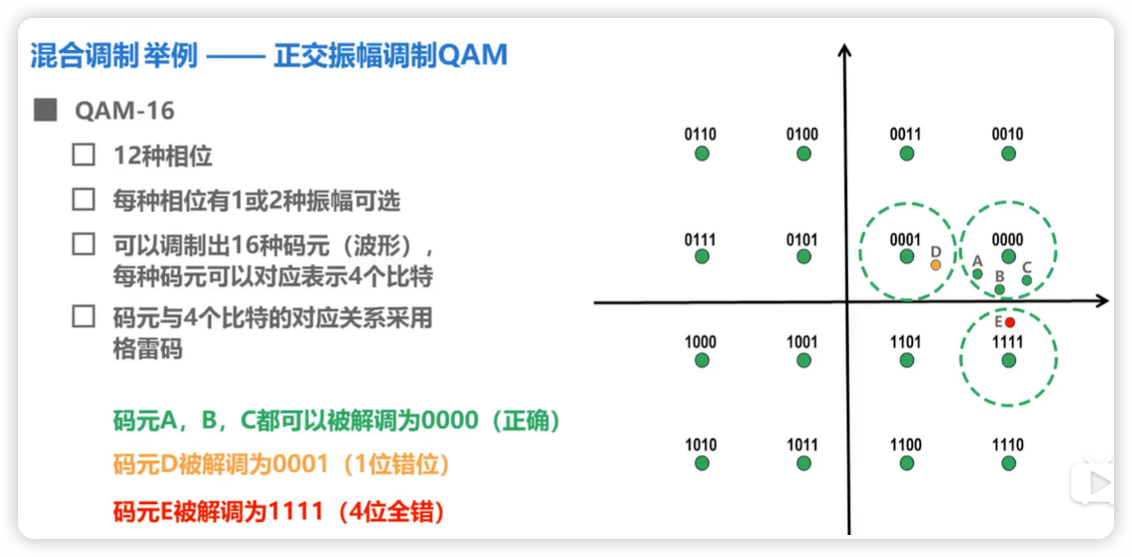 混合调制 举例 —— 正交振幅调制QAM
QAM-16
12种相位
每种相位有1或2种振幅可选
可以调制出16种码元（波形），
每种码元可以对应表示4个比特
码元与4个比特的对应关系采用
格雷码
码元A，B，C都可以被解调为0000（正确）
码元D被解调为0001（1位错位）
码元E被解调为1111（4位全错）
0110 0100 0011 0010
0111 0101 0001 0000
D
A B C
E
1000 1001 1101 1111
1010 1011 1100 1110